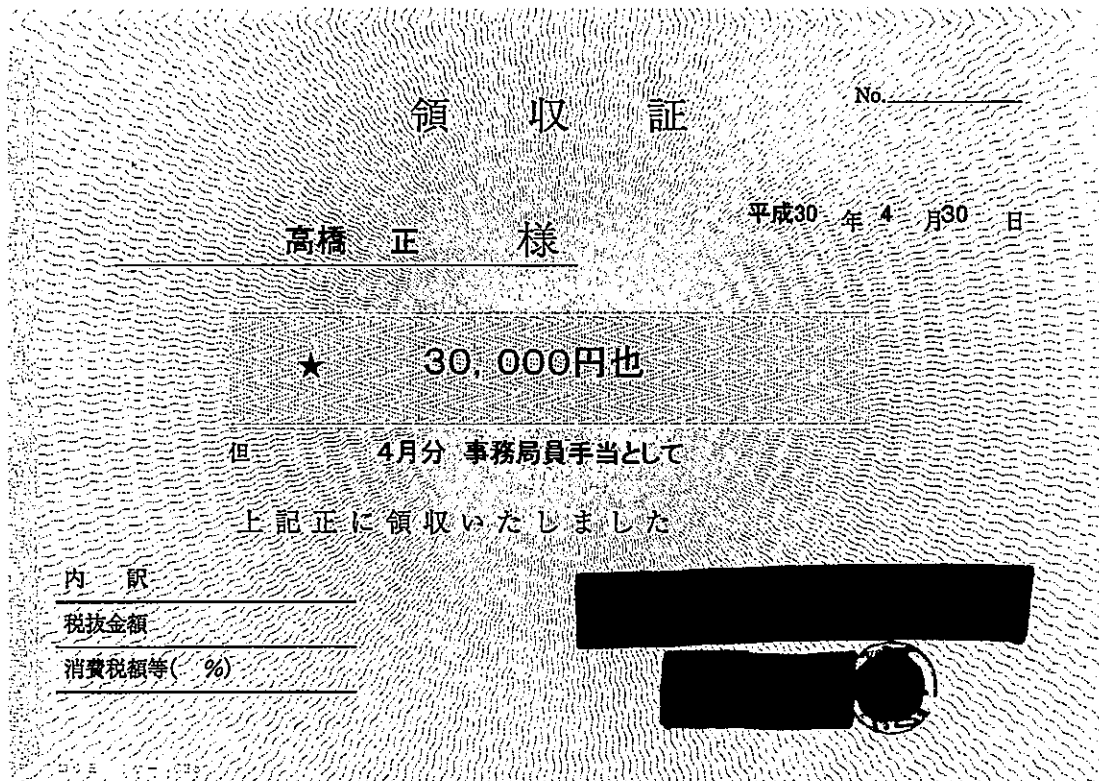 領収証
No.
平成30年4月30日
高橋 正 様
★ 30,000円也
但 4月分 事務局員手当として
上記正に領収いたしました
内訳
税抜金額
消費税額等( %)